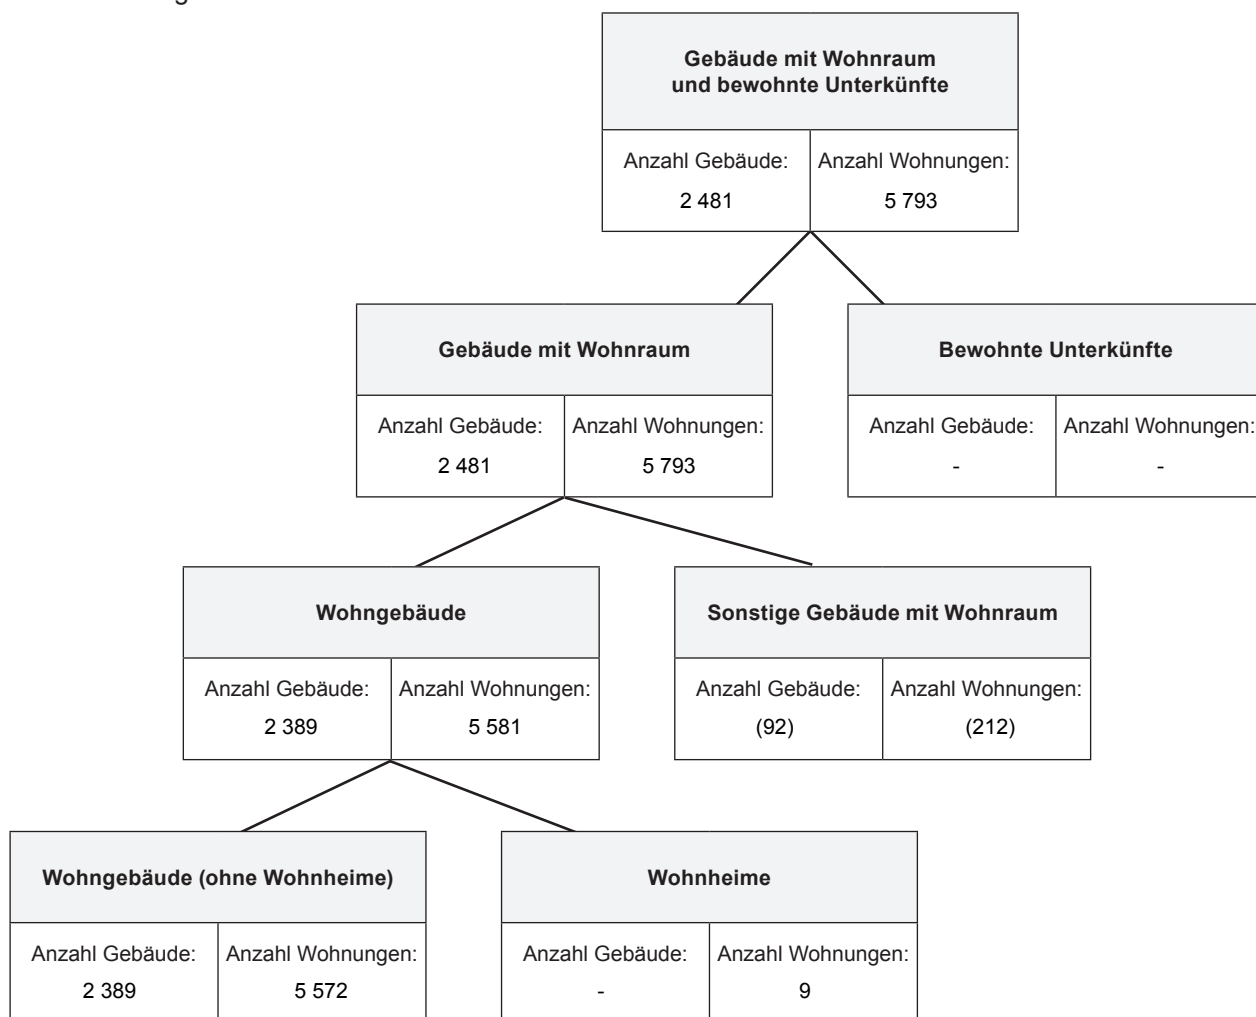 Gebäude mit Wohnraum
und bewohnte Unterkünfte
Anzahl Gebäude:
2 481
Anzahl Wohnungen:
5 793
Gebäude mit Wohnraum
Anzahl Gebäude:
2 481
Anzahl Wohnungen:
5 793
Bewohnte Unterkünfte
Anzahl Gebäude:
-
Anzahl Wohnungen:
-
Wohngebäude
Anzahl Gebäude:
2 389
Anzahl Wohnungen:
5 581
Sonstige Gebäude mit Wohnraum
Anzahl Gebäude:
(92)
Anzahl Wohnungen:
(212)
Wohngebäude (ohne Wohnheime)
Anzahl Gebäude:
2 389
Anzahl Wohnungen:
5 572
Wohnheime
Anzahl Gebäude:
-
Anzahl Wohnungen:
9